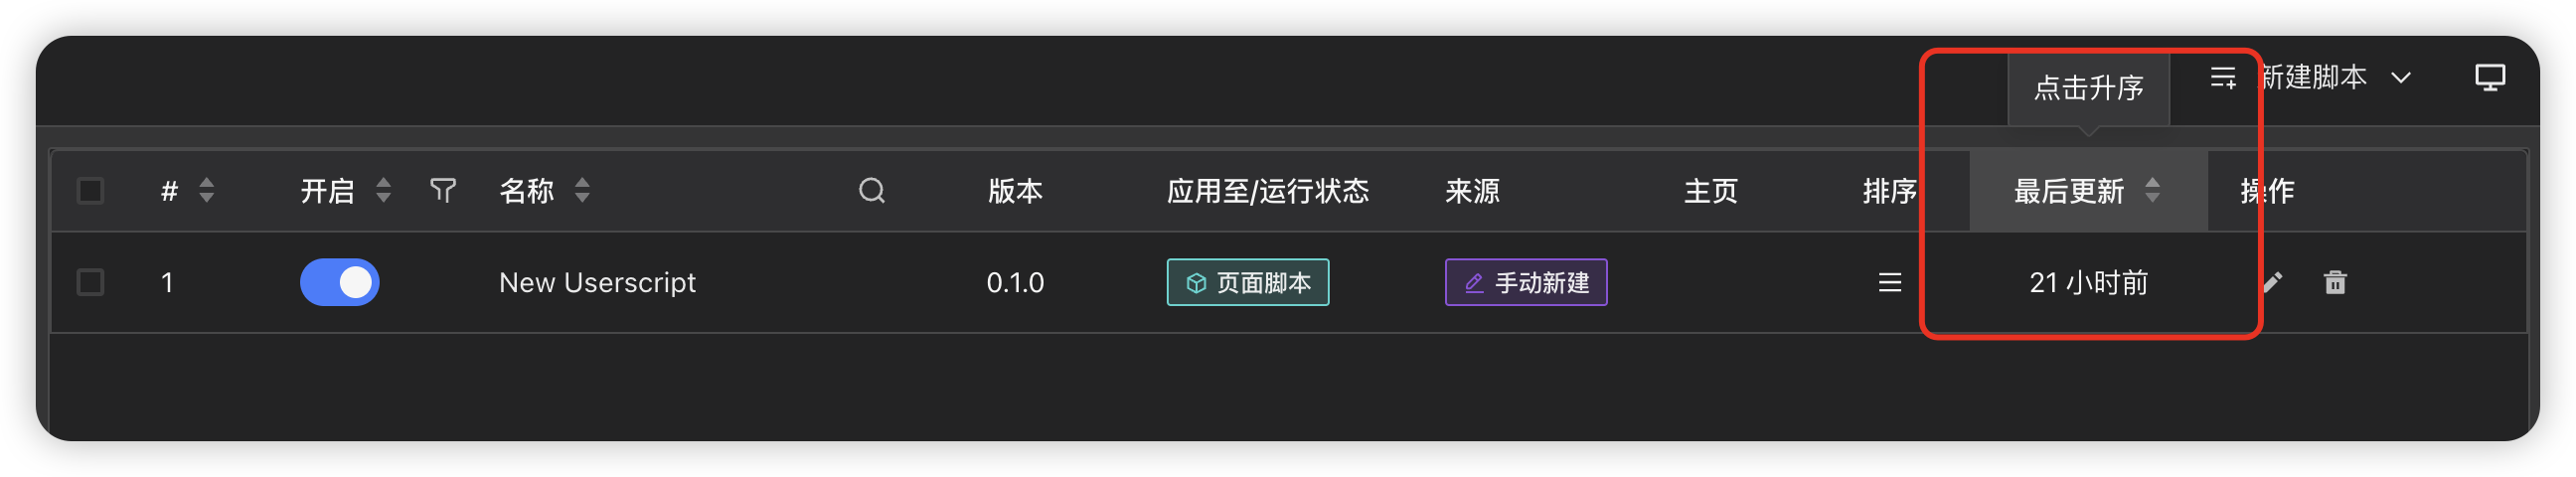 点击升序
新建脚本
# 开启 名称 版本 应用至/运行状态 来源 主页 排序 最后更新 操作
1 New Userscript 0.1.0 页面脚本 手动新建 21 小时前